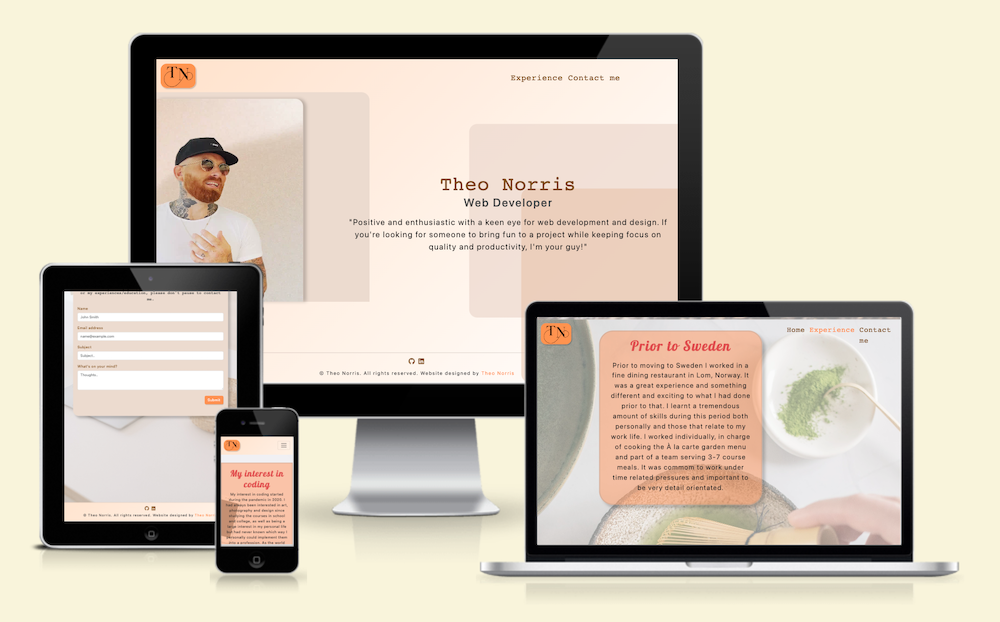 TN
Experience Contact me
Theo Norris
Web Developer
"Positive and enthusiastic with a keen eye for web development and design. If
you're looking for someone to bring fun to a project while keeping focus on
quality and productivity, I'm your guy!"
© Theo Norris, All rights reserved. Website designed by Theo Norris
of my experiences/education, please don't pause to contact
me.
Name
John Smith
Email address
name@example.com
Subject
Subject..
What's on your mind?
Thoughts..
Submit
© Theo Norris, All rights reserved. Website designed by Theo
TN
My interest in
coding
My interest in coding started
during the pandemic in 2020. I
had always been interested in art,
photography and design since
studying the courses in school
and collage, as well as being a
large interest in my personal life
but had never known which way I
personally could implement them
into a profession. As the world
TN
Home Experience Contact
me
Prior to Sweden
Prior to moving to Sweden I worked in a
fine dining restaurant in Lom, Norway. It
was a great experience and something
different and exciting to what I had done
prior to that. I learnt a tremendous
amount of skills during this period both
personally and those that relate to my
work life. I worked individually, in charge
of cooking the À la carte garden menu
and part of a team serving 3-7 course
meals. It was commom to work under
time related pressures and important to
be very detail orientated.